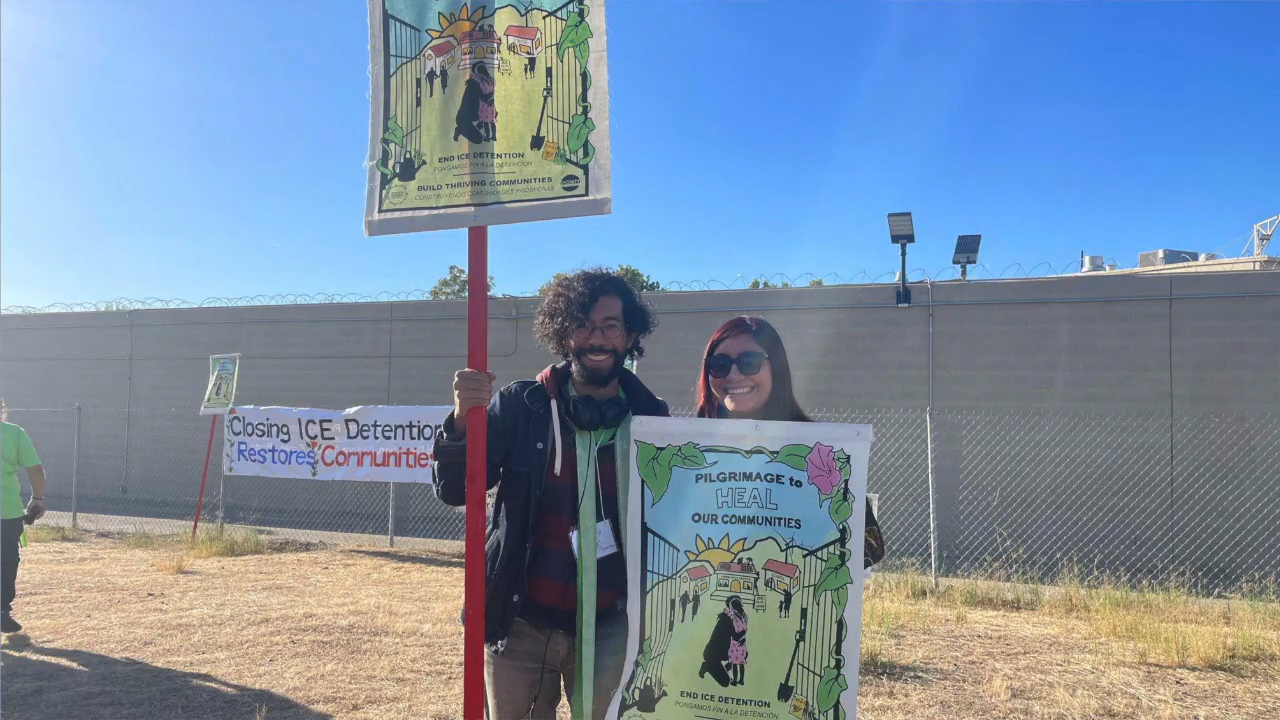 END ICE DETENTION
PONGAMOS FIN A LA DETENCIÓN
BUILD THRIVING COMMUNITIES
CONSTRUYENDO COMUNIDADES PRÓSPERAS
Closing ICE Detention
Restores Communitie
PILGRIMAGE to
HEAL
OUR COMMUNITIES
END ICE DETENTION
PONGAMOS FIN A LA DETENCIÓN